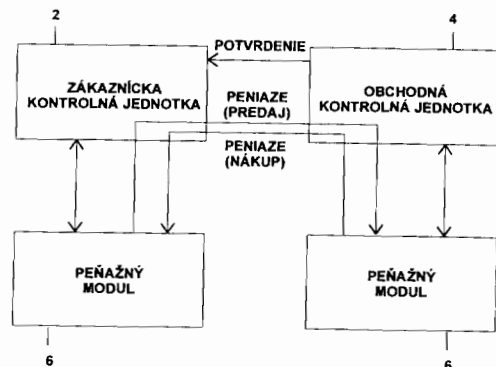 2
4
POTVRDENIE
ZÁKAZNÍCKA
KONTROLNÁ JEDNOTKA
OBCHODNÁ
KONTROLNÁ JEDNOTKA
PENIAZE
(PREDAJ)
PENIAZE
(NÁKUP)
PEŇAŽNÝ
MODUL
PEŇAŽNÝ
MODUL
6
6